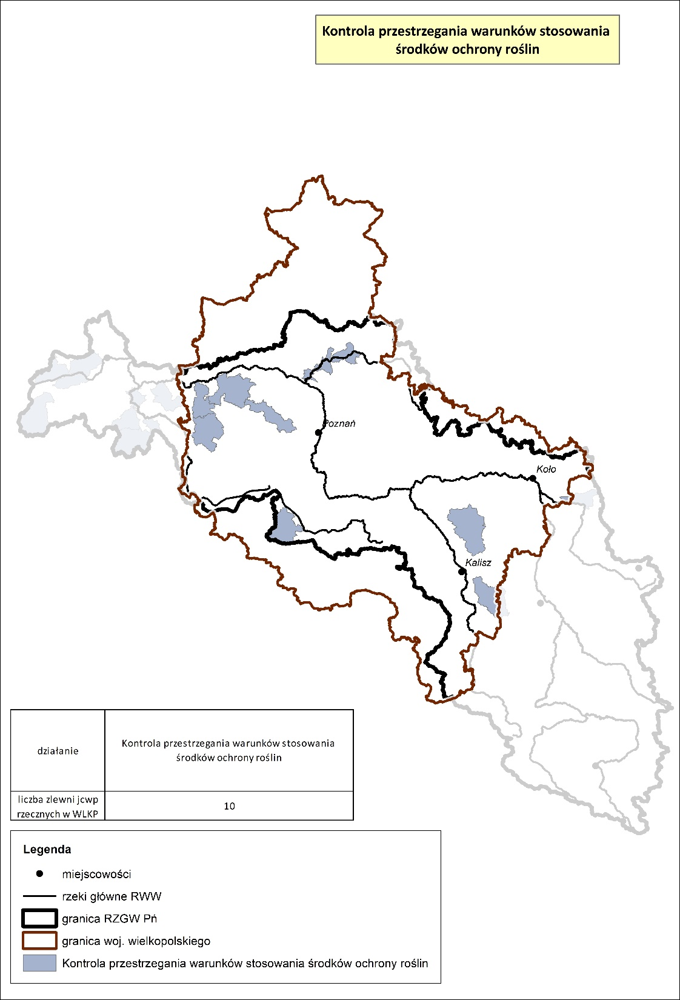 Kontrola przestrzegania warunków stosowania
środków ochrony roślin
Poznań
Koło
Kalisz
działanie
Kontrola przestrzegania warunków stosowania
środków ochrony roślin
liczba zlewni jcwp
rzecznych w WLKP
10
Legenda
miejscowości
rzeki główne RWW
granica RZGW Pń
granica woj. wielkopolskiego
Kontrola przestrzegania warunków stosowania środków ochrony roślin